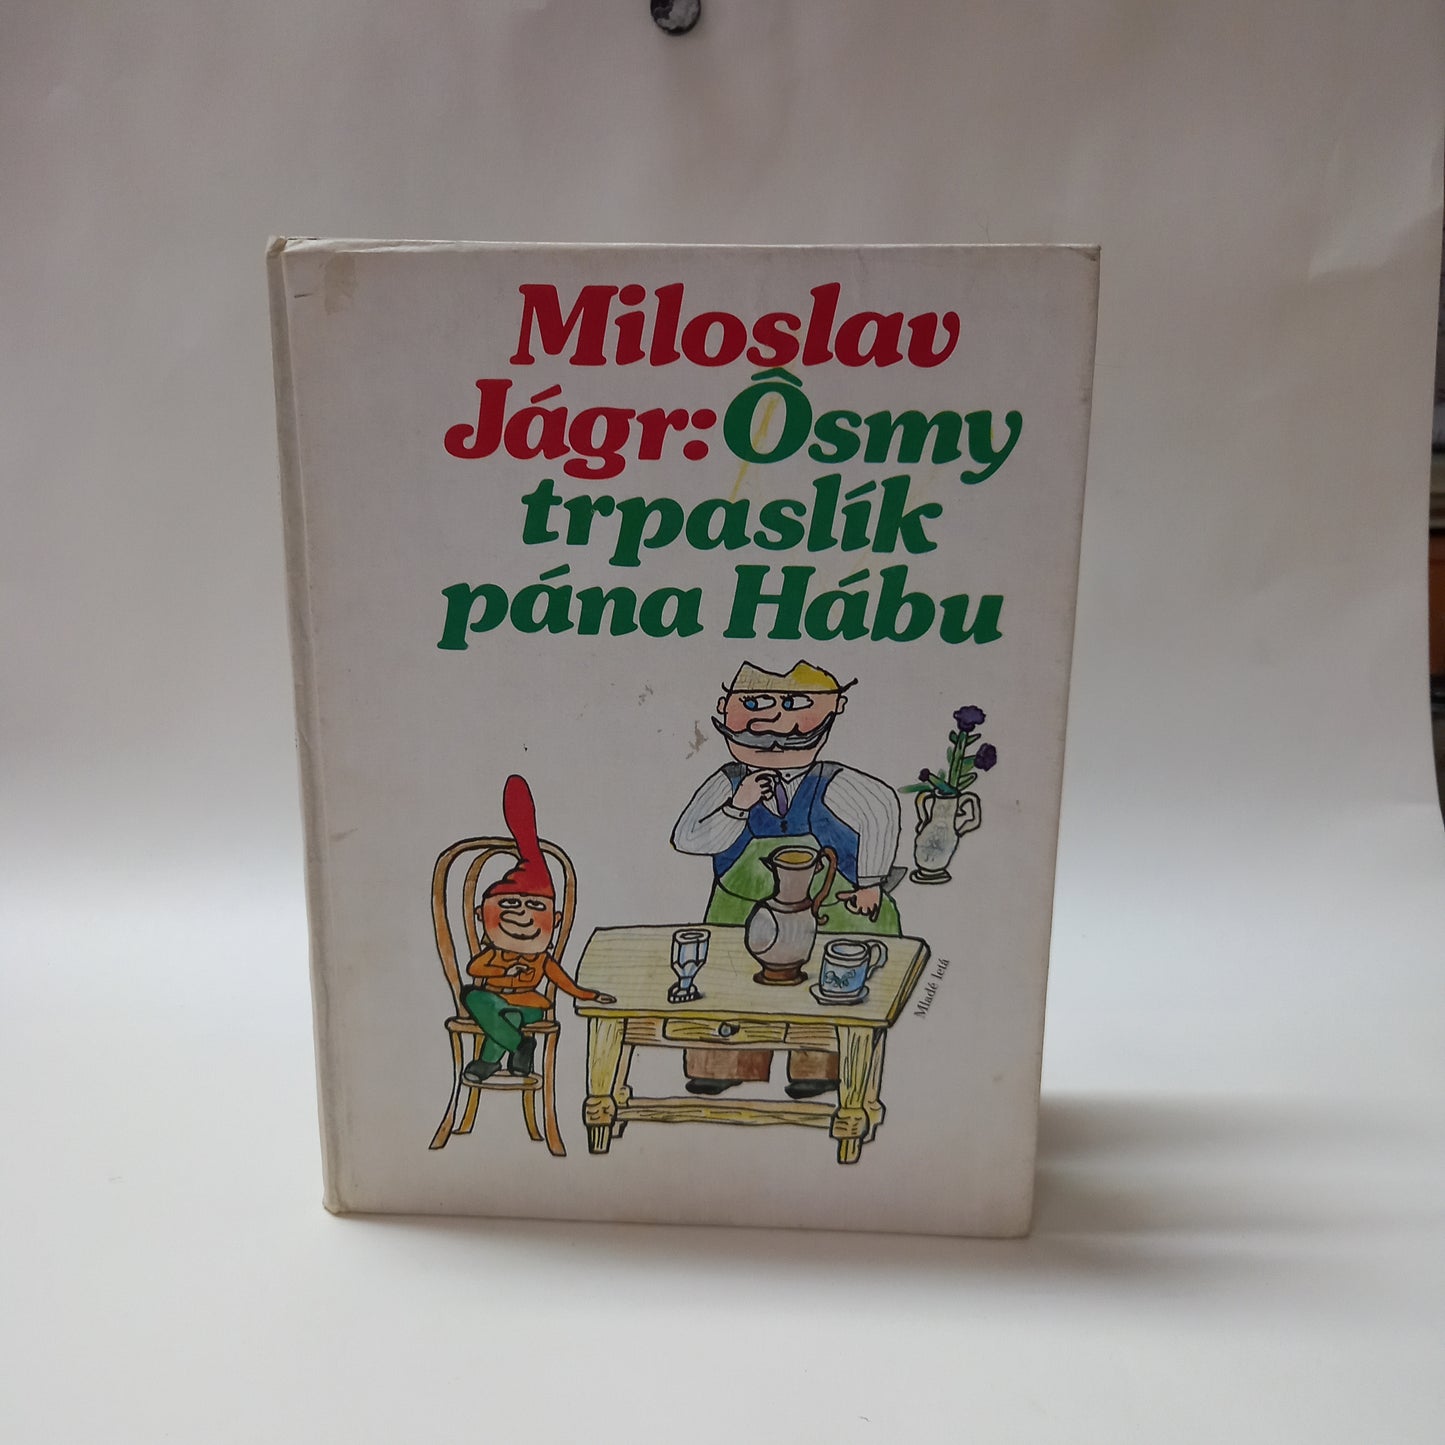 Miloslav
Jágr: Ôsmy
trpaslík
pána Hábu
Mladé letá